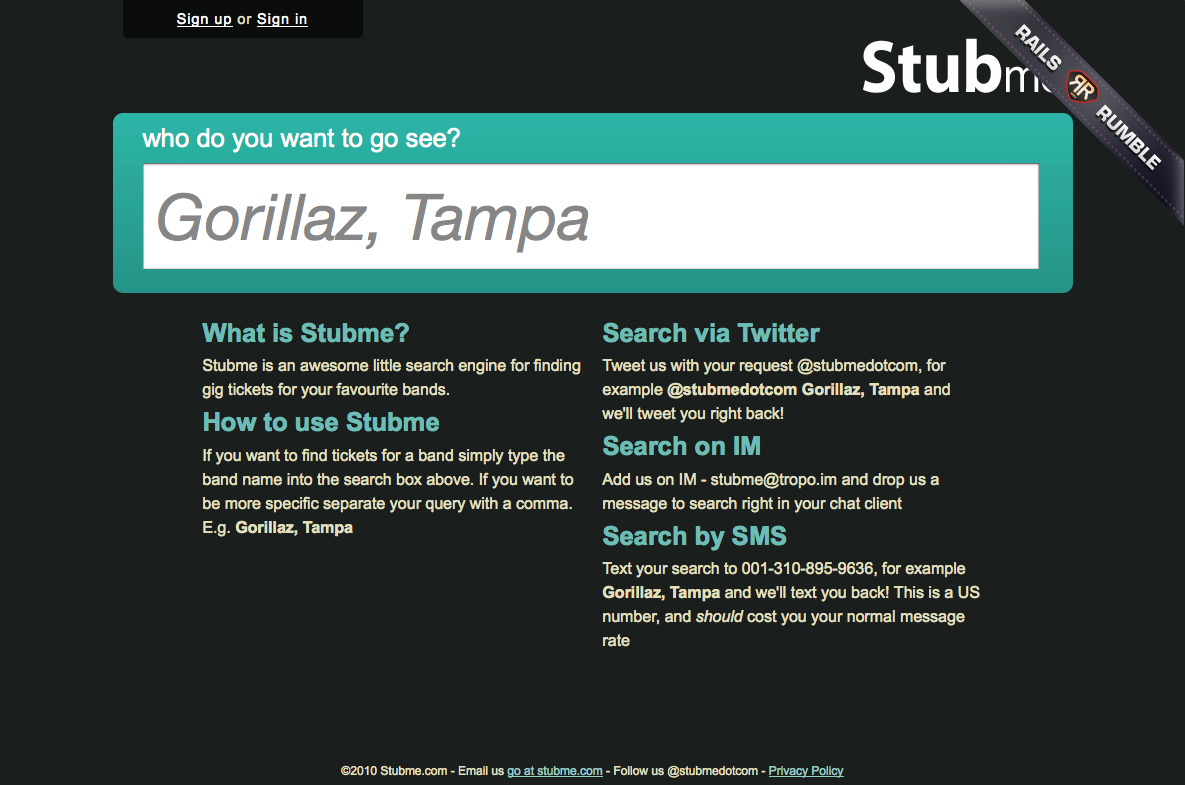 Sign up or Sign in
Stubme
RAILS RR RUMBLE
who do you want to go see?
Gorillaz, Tampa
What is Stubme?
Stubme is an awesome little search engine for finding
gig tickets for your favourite bands.
How to use Stubme
If you want to find tickets for a band simply type the
band name into the search box above. If you want to
be more specific separate your query with a comma.
E.g. Gorillaz, Tampa
Search via Twitter
Tweet us with your request @stubmedotcom, for
example @stubmedotcom Gorillaz, Tampa and
we'll tweet you right back!
Search on IM
Add us on IM - stubme@tropo.im and drop us a
message to search right in your chat client
Search by SMS
Text your search to 001-310-895-9636, for example
Gorillaz, Tampa and we'll text you back! This is a US
number, and should cost you your normal message
rate
©2010 Stubme.com - Email us go at stubme.com - Follow us @stubmedotcom - Privacy Policy